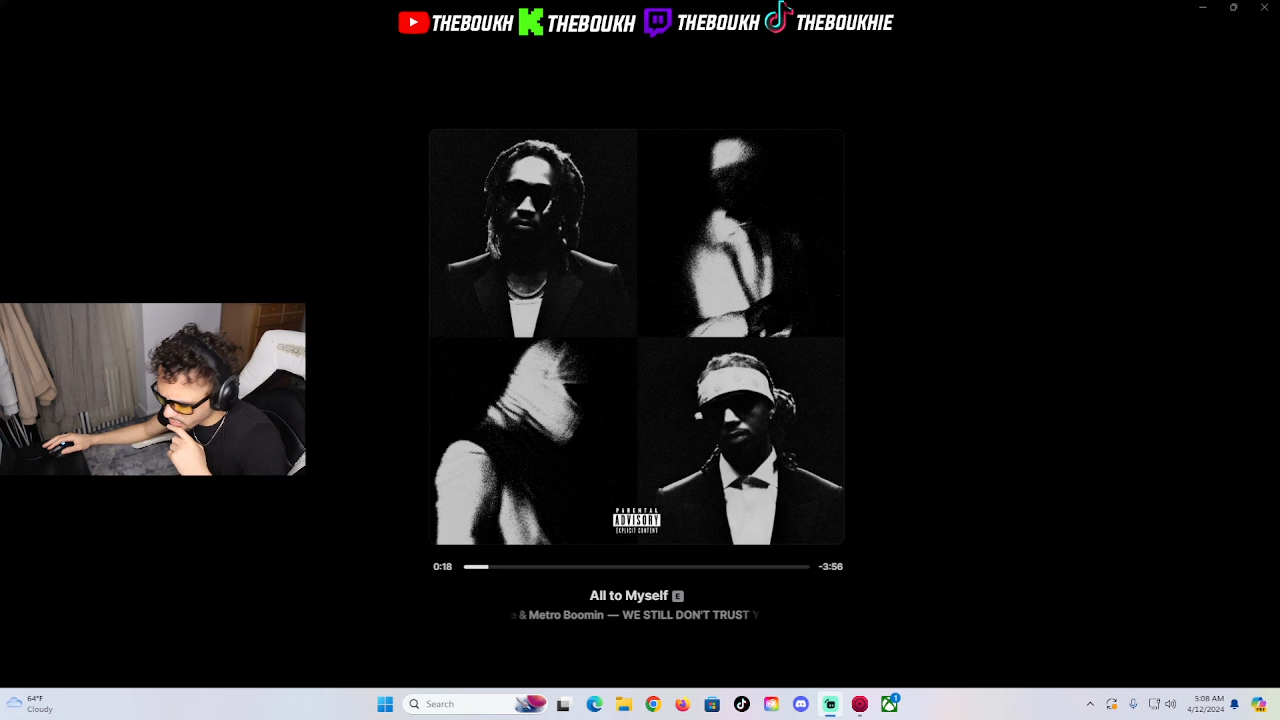 THEBOUKH THEBOUKH THEBOUKH THEBOUKHIE
PARENTAL
ADVISORY
EXPLICIT CONTENT
0:18 -3:56
All to Myself E
e & Metro Boomin — WE STILL DON'T TRUST Y
64°F
Cloudy
Search
1
5:08 AM
4/12/2024